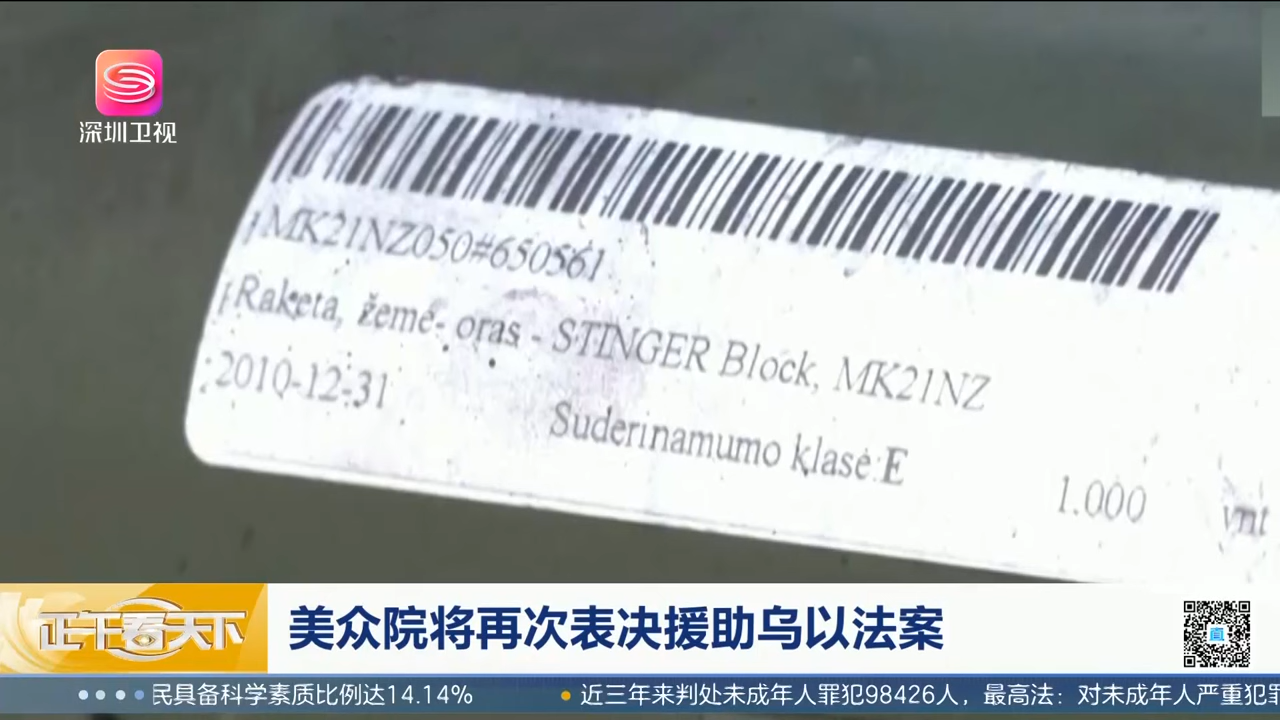 深圳卫视
MK21NZ050#650561
Raketa, žemė- oras - STINGER Block, MK21NZ
2010-12-31
Suderinamumo klasė:E
1.000 vnt
正午看天下
美众院将再次表决援助乌以法案
民具备科学素质比例达14.14%
近三年来判处未成年人罪犯98426人，最高法：对未成年人严重犯罪